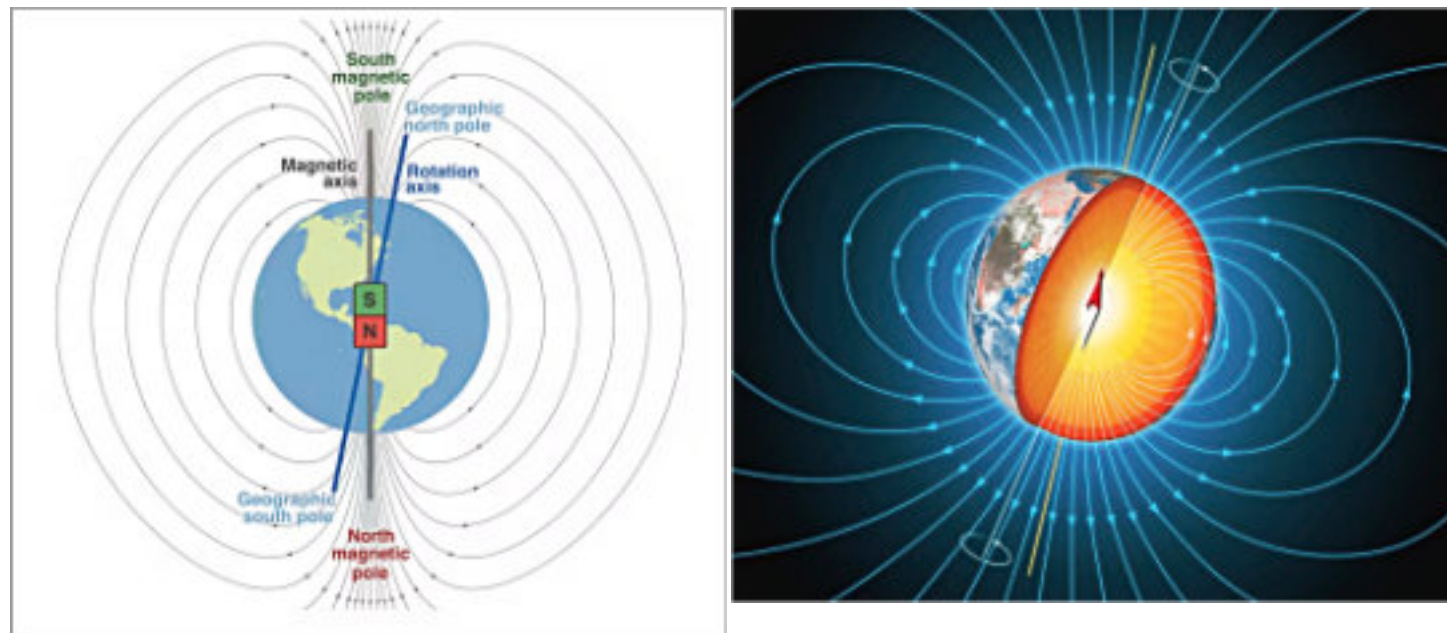 South
magnetic
pole
Geographic
north pole
Magnetic
axis
Rotation
axis
S
N
Geographic
south pole
North
magnetic
pole